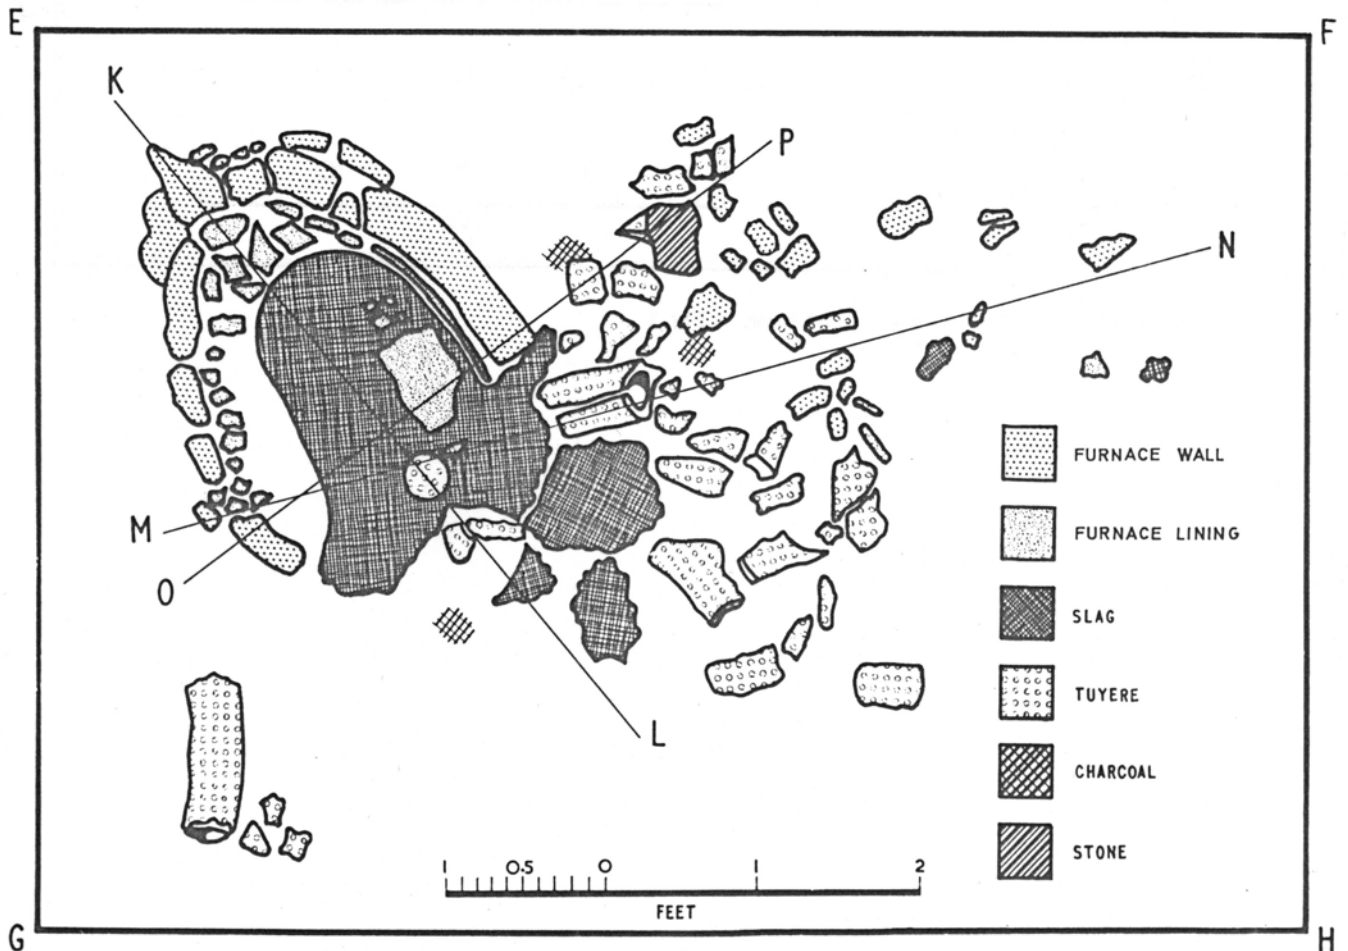 E
F
K
P
N
M
O
L
FURNACE WALL
FURNACE LINING
SLAG
TUYERE
CHARCOAL
STONE
1 0·5 0 1 2
FEET
G
H